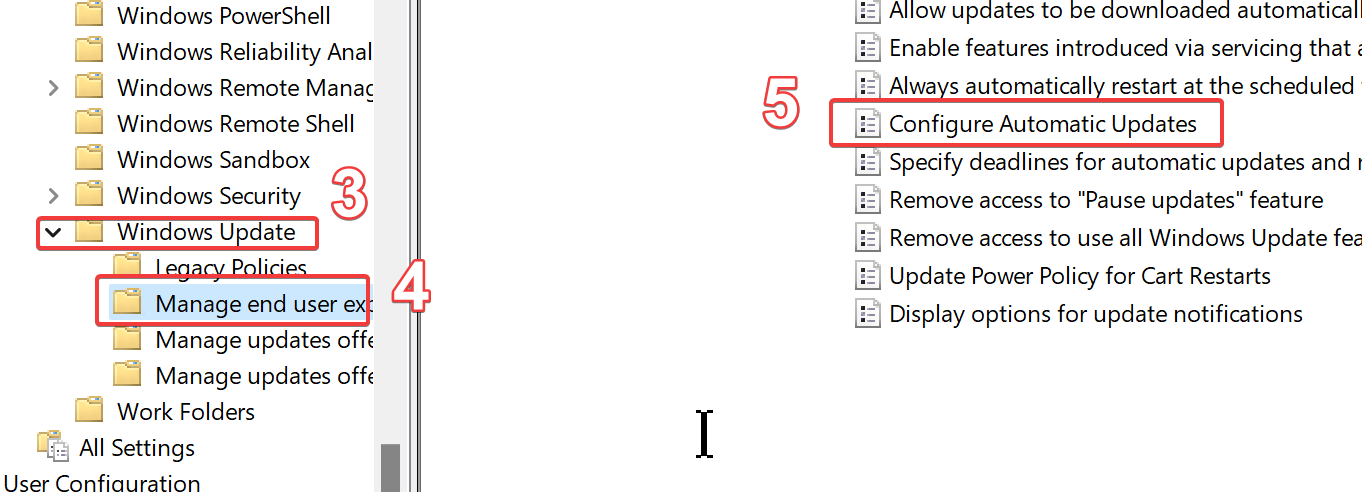 Windows PowerShell
Windows Reliability Anal
Windows Remote Manag
Windows Remote Shell
Windows Sandbox
Windows Security
3
Windows Update
Legacy Policies
Manage end user exp
4
Manage updates offe
Manage updates offe
Work Folders
All Settings
User Configuration
Allow updates to be downloaded automaticall
Enable features introduced via servicing that a
Always automatically restart at the scheduled
5
Configure Automatic Updates
Specify deadlines for automatic updates and r
Remove access to "Pause updates" feature
Remove access to use all Windows Update fea
Update Power Policy for Cart Restarts
Display options for update notifications